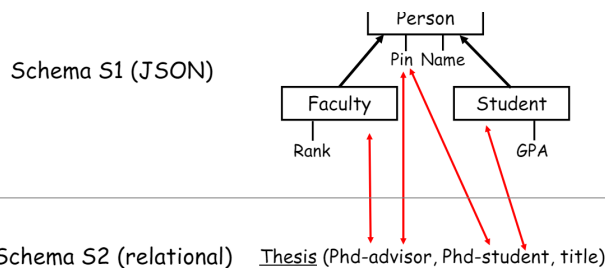 Person
Pin Name
Schema S1 (JSON)
Faculty
Student
Rank
GPA
Schema S2 (relational)
Thesis (Phd-advisor, Phd-student, title)